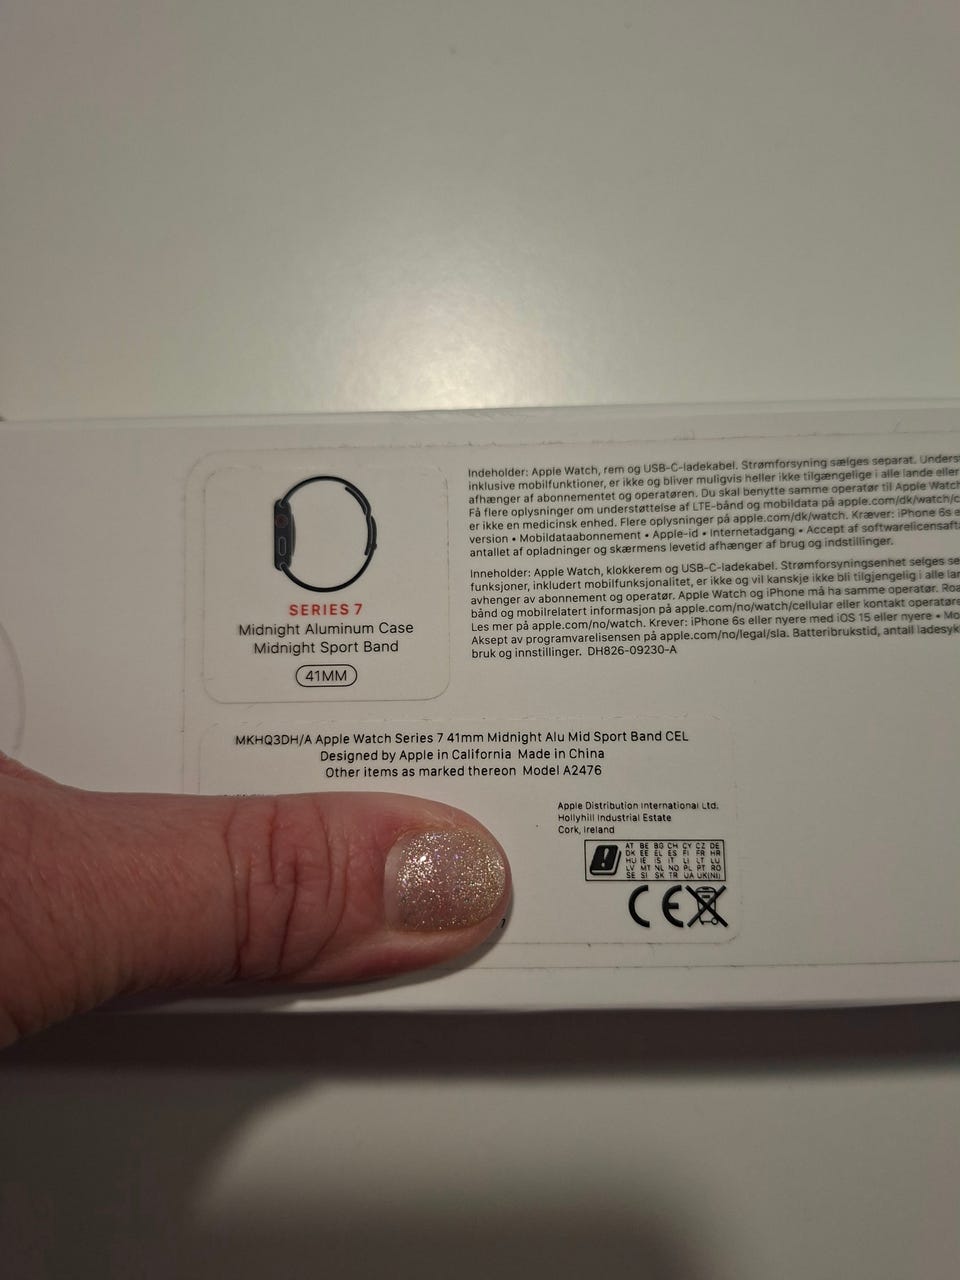 SERIES 7
Midnight Aluminum Case
Midnight Sport Band
41MM
Indeholder: Apple Watch, rem og USB-C-ladekabel. Strømforsyning sælges separat.
inklusive mobilfunktioner, er ikke og bliver muligvis heller ikke tilgængelige i alle lande eller
afhænger af abonnementet og operatøren. Du skal benytte samme operatør til Apple Watch
Få flere oplysninger om understøttelse af LTE-bånd og mobildata på apple.com/dk/watch/
er ikke en medicinsk enhed. Flere oplysninger på apple.com/dk/watch. Kræver: iPhone 6s
version • Mobildataabonnement • Apple-id • Internetadgang • Accept af
antallet af opladninger og skærmens levetid afhænger af brug og indstillinger.
Inneholder: Apple Watch, klokkerem og USB-C-ladekabel. Strømforsyningsenhet selges
funksjoner, inkludert mobilfunksjonalitet, er ikke og vil kanskje ikke bli tilgjengelig i alle
avhenger av abonnement og operatør. Apple Watch og iPhone må ha samme operatør.
bånd og mobilrelatert informasjon på apple.com/no/watch/cellular eller kontakt
Les mer på apple.com/no/watch. Krever: iPhone 6s eller nyere med iOS 15 eller nyere •
Aksept av programvarelisensen på apple.com/no/legal/sla. Batteribrukstid, antall
bruk og innstillinger. DH826-09230-A
MKHQ3DH/A Apple Watch Series 7 41mm Midnight Alu Mid Sport Band CEL
Designed by Apple in California Made in China
Other items as marked thereon Model A2476
Apple Distribution International Ltd.
Hollyhill Industrial Estate
Cork, Ireland
AT BE BG CH CY CZ DE
DK EE EL ES FI FR HR
HU IE IS IT LI LT LU
LV MT NL NO PL PT RO
SE SI SK TR UA UK(NI)
CE